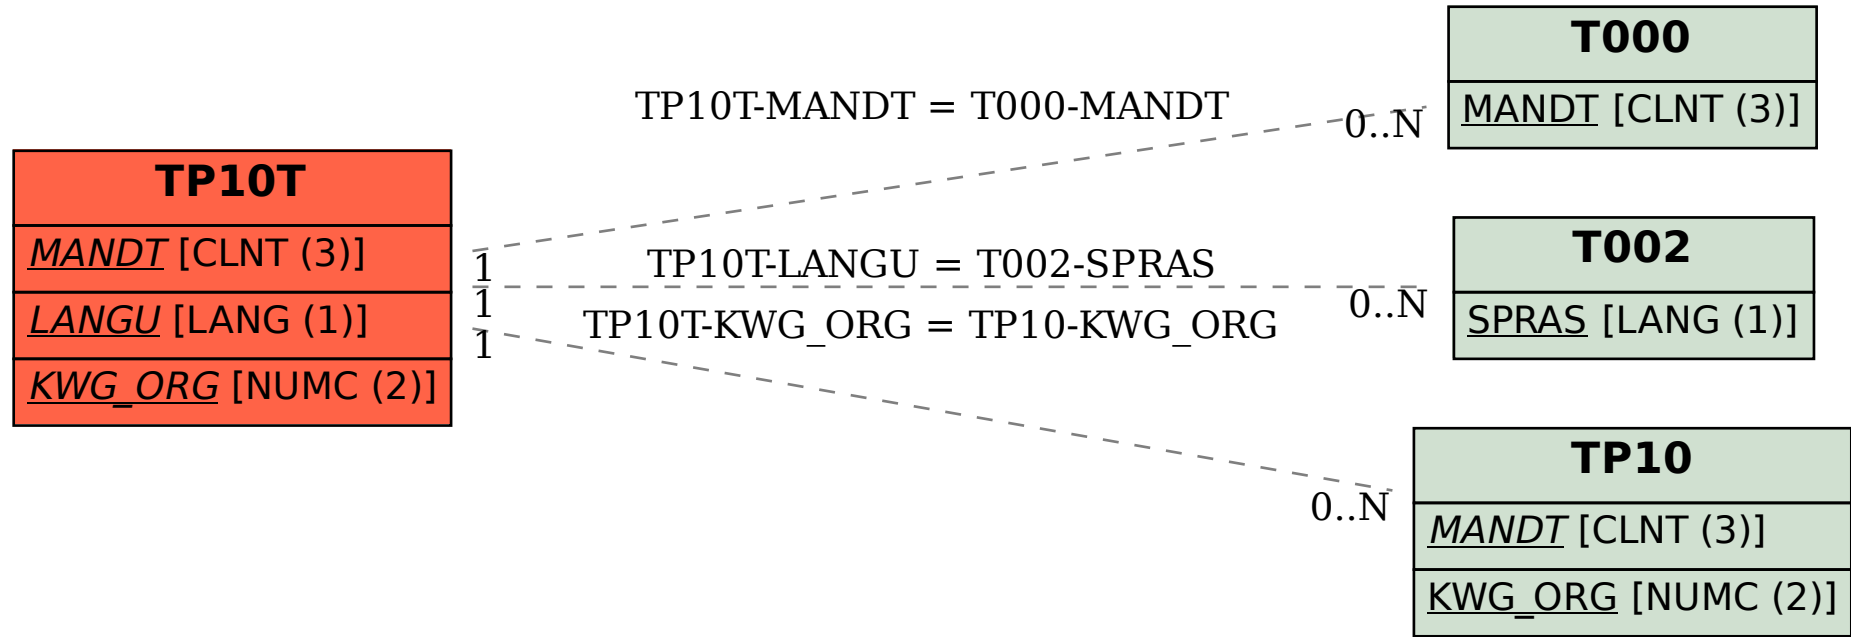 TP10T
MANDT [CLNT (3)]
LANGU [LANG (1)]
KWG_ORG [NUMC (2)]
TP10T-MANDT = T000-MANDT
1
0..N
TP10T-LANGU = T002-SPRAS
1
0..N
TP10T-KWG_ORG = TP10-KWG_ORG
1
0..N
T000
MANDT [CLNT (3)]
T002
SPRAS [LANG (1)]
TP10
MANDT [CLNT (3)]
KWG_ORG [NUMC (2)]